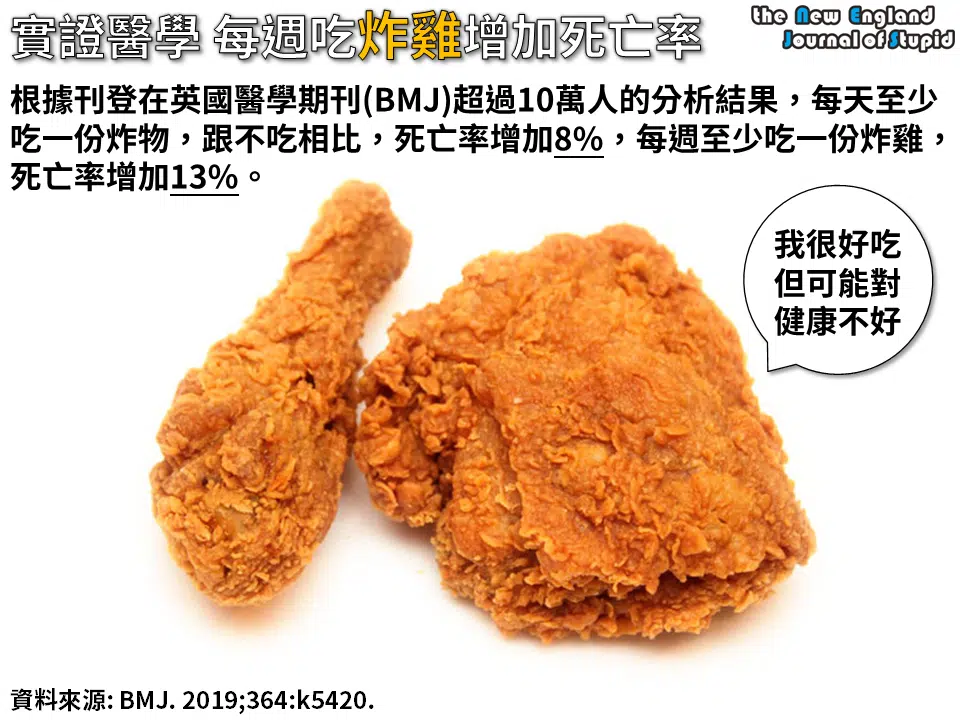 實證醫學 每週吃炸雞增加死亡率
the New England
Journal of Stupid
根據刊登在英國醫學期刊(BMJ)超過10萬人的分析結果，每天至少
吃一份炸物，跟不吃相比，死亡率增加8%，每週至少吃一份炸雞，
死亡率增加13%。
我很好吃
但可能對
健康不好
資料來源: BMJ. 2019;364:k5420.